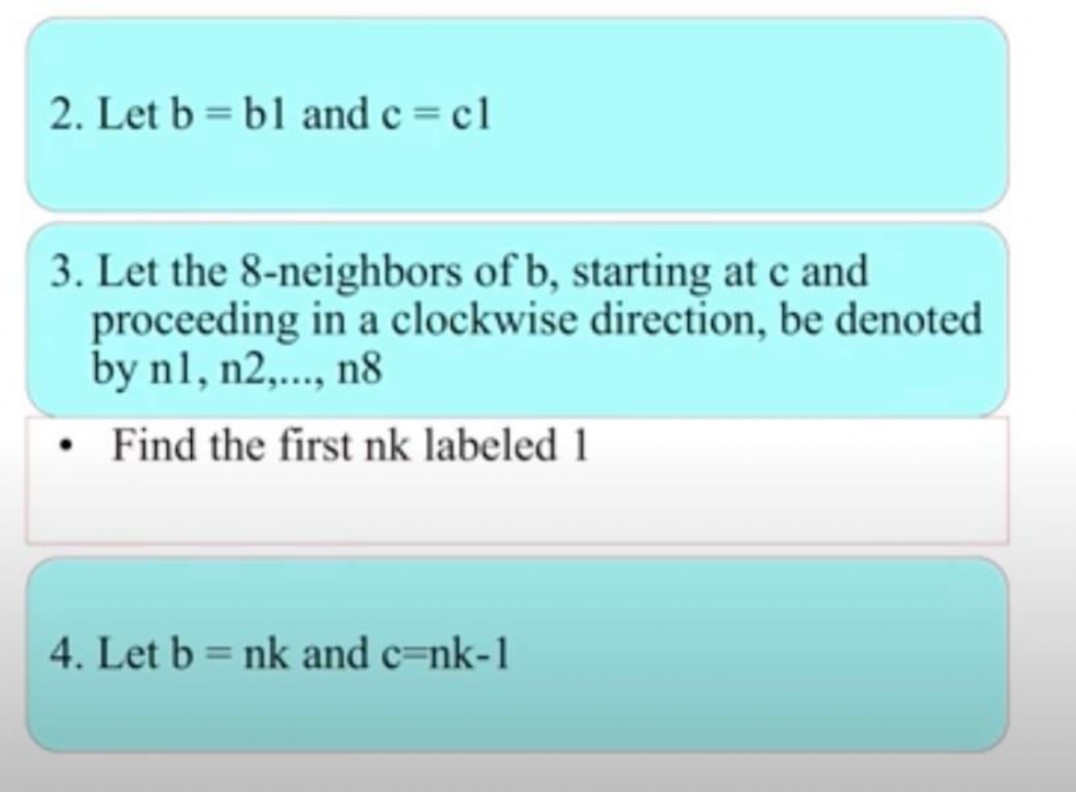 2. Let b = b1 and c = c1
3. Let the 8-neighbors of b, starting at c and
proceeding in a clockwise direction, be denoted
by n1, n2,..., n8
• Find the first nk labeled 1
4. Let b = nk and c=nk-1